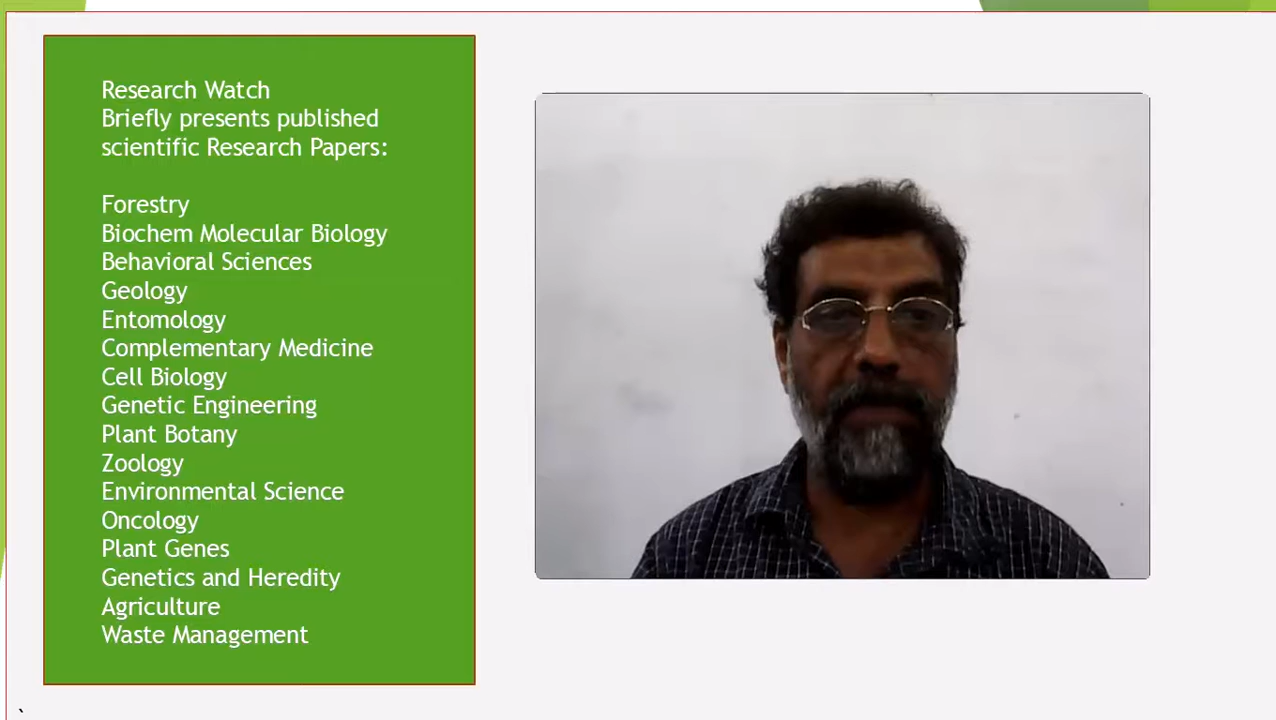 Research Watch
Briefly presents published
scientific Research Papers:
Forestry
Biochem Molecular Biology
Behavioral Sciences
Geology
Entomology
Complementary Medicine
Cell Biology
Genetic Engineering
Plant Botany
Zoology
Environmental Science
Oncology
Plant Genes
Genetics and Heredity
Agriculture
Waste Management
`